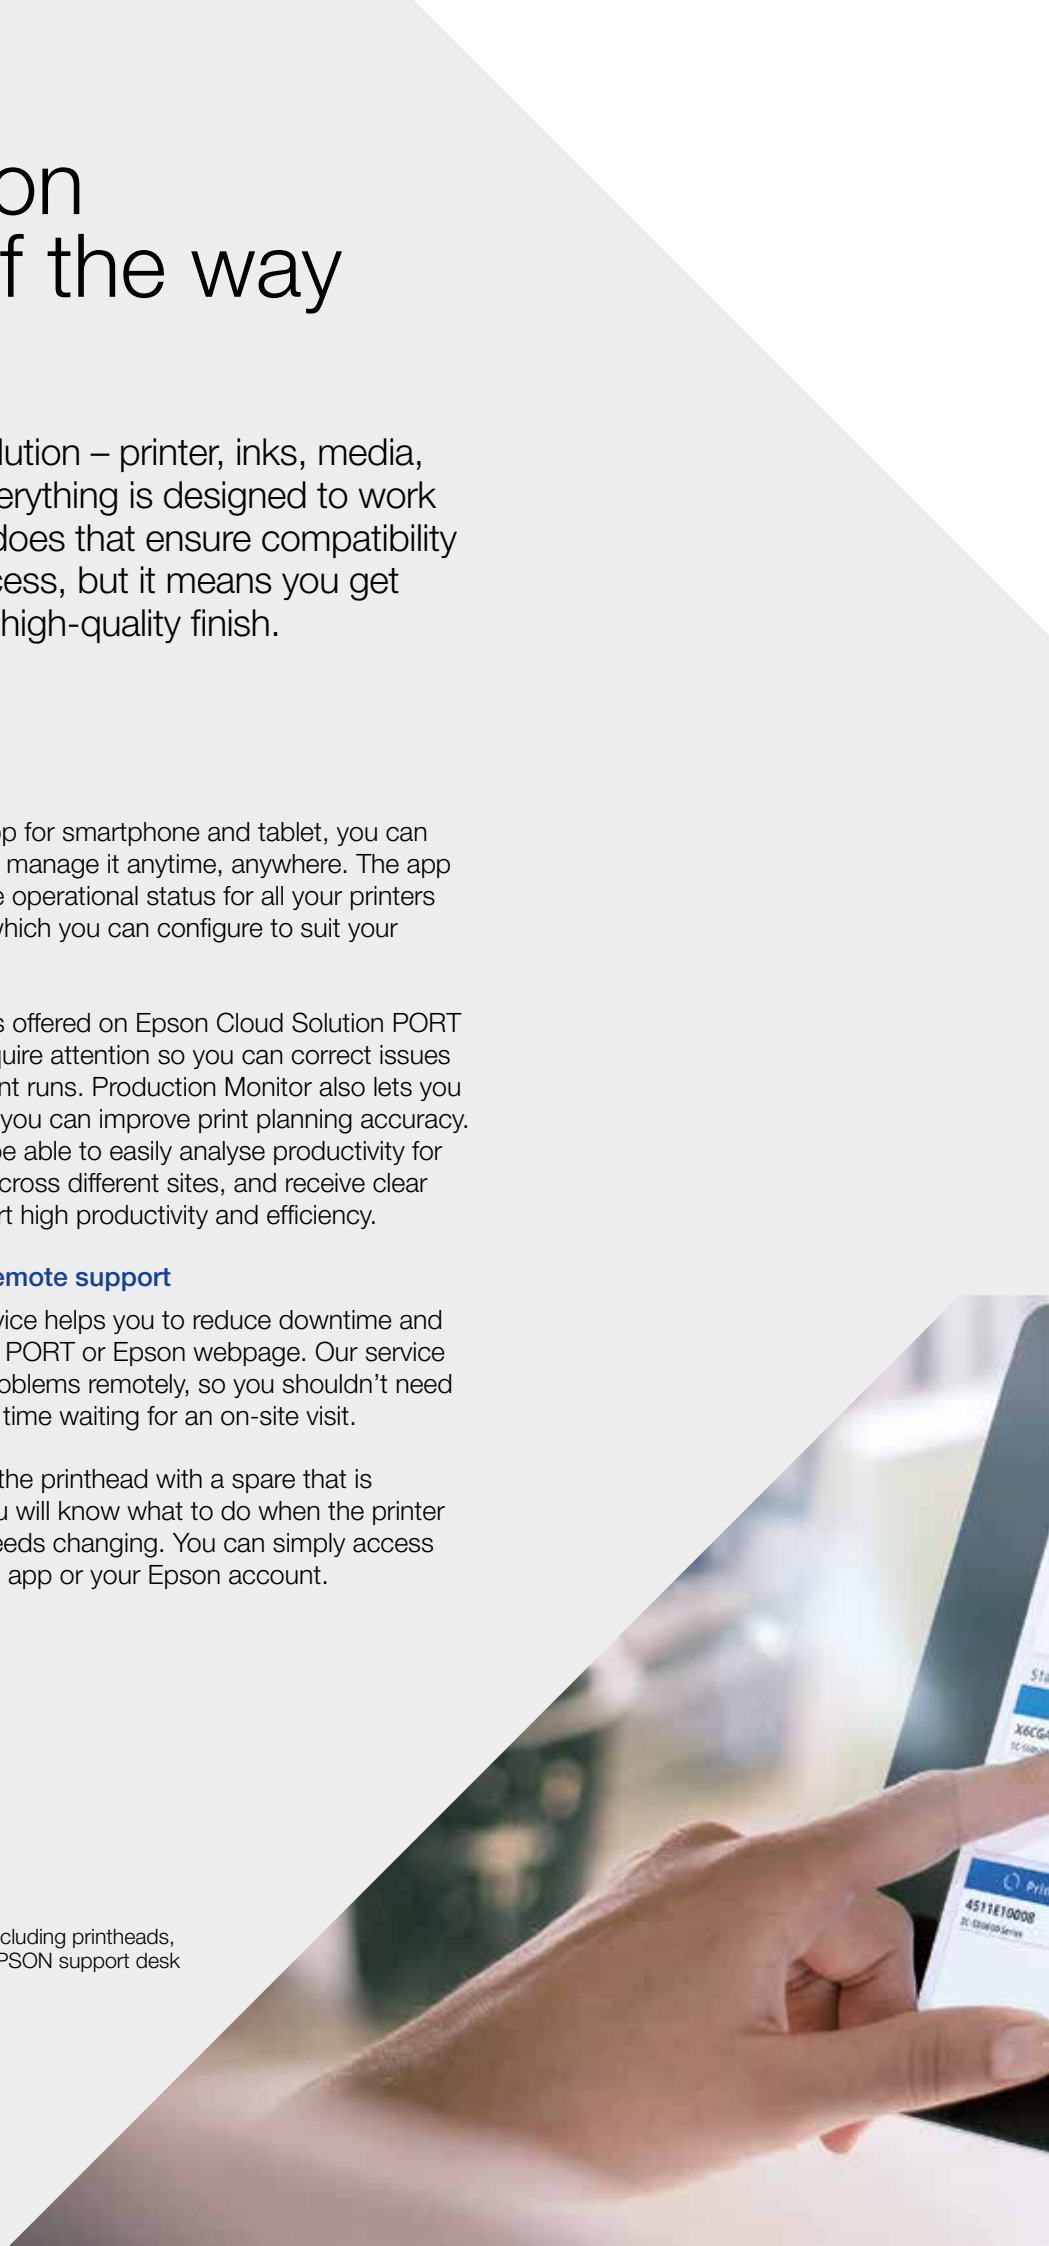 on
f the way
lution – printer, inks, media,
erything is designed to work
does that ensure compatibility
cess, but it means you get
high-quality finish.
op for smartphone and tablet, you can
manage it anytime, anywhere. The app
e operational status for all your printers
which you can configure to suit your
s offered on Epson Cloud Solution PORT
quire attention so you can correct issues
nt runs. Production Monitor also lets you
you can improve print planning accuracy.
be able to easily analyse productivity for
cross different sites, and receive clear
rt high productivity and efficiency.
emote support
vice helps you to reduce downtime and
PORT or Epson webpage. Our service
oblems remotely, so you shouldn’t need
time waiting for an on-site visit.
the printhead with a spare that is
u will know what to do when the printer
eeds changing. You can simply access
app or your Epson account.
cluding printheads,
PSON support desk
X6CGA
Prin
4511E10008